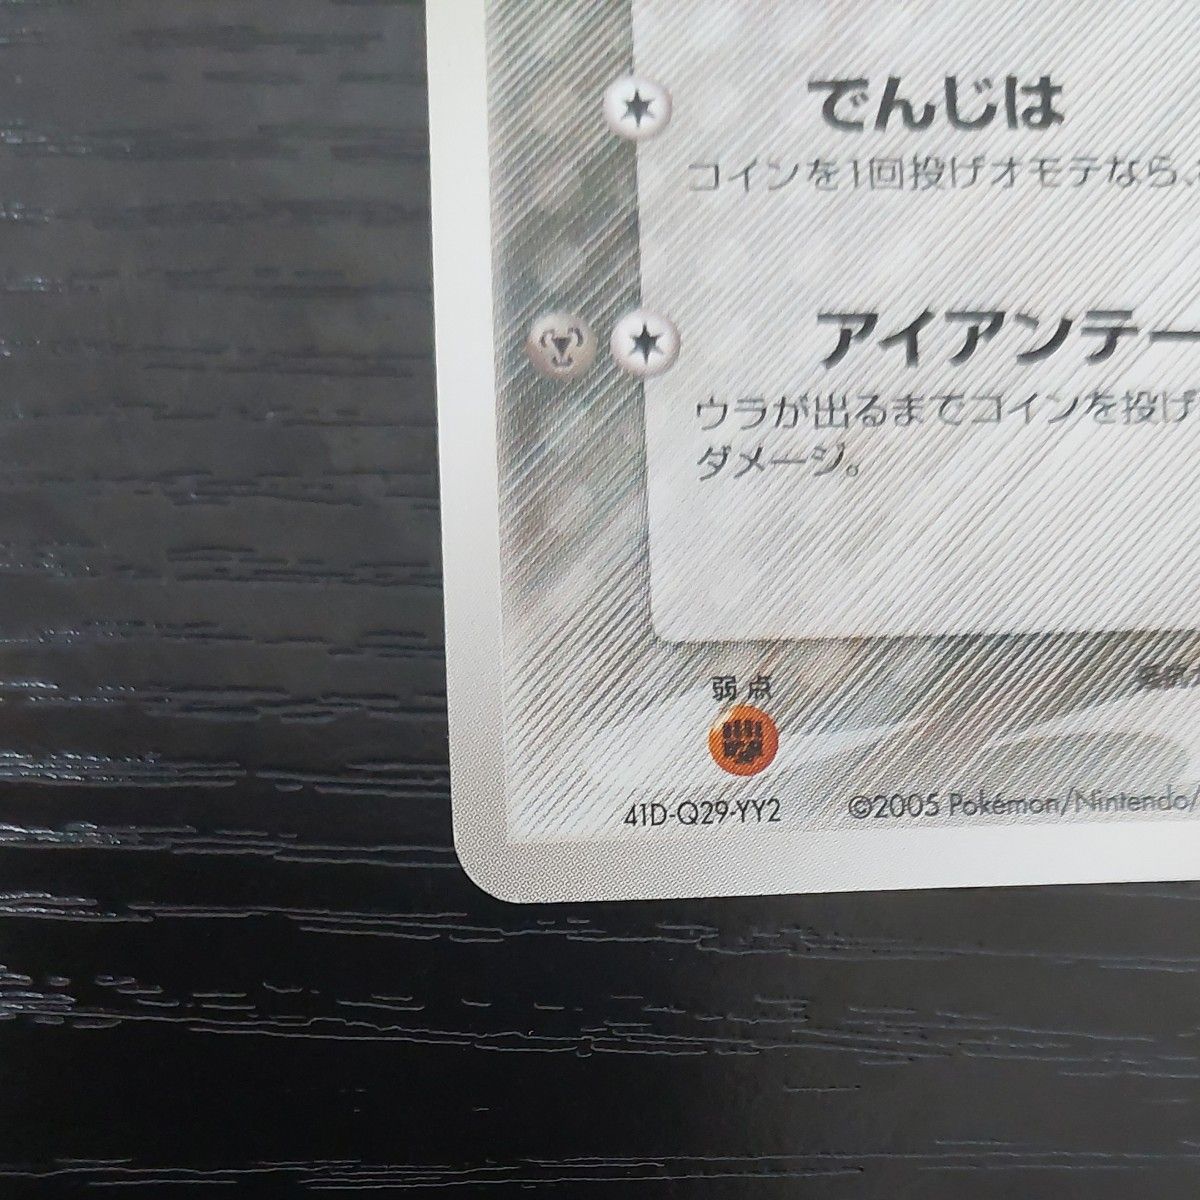 でんじは
コインを1回投げオモテなら、
アイアンテー
ウラが出るまでコインを投げ
ダメージ。
弱点
41D-Q29-YY2 ©2005 Pokémon/Nintendo/